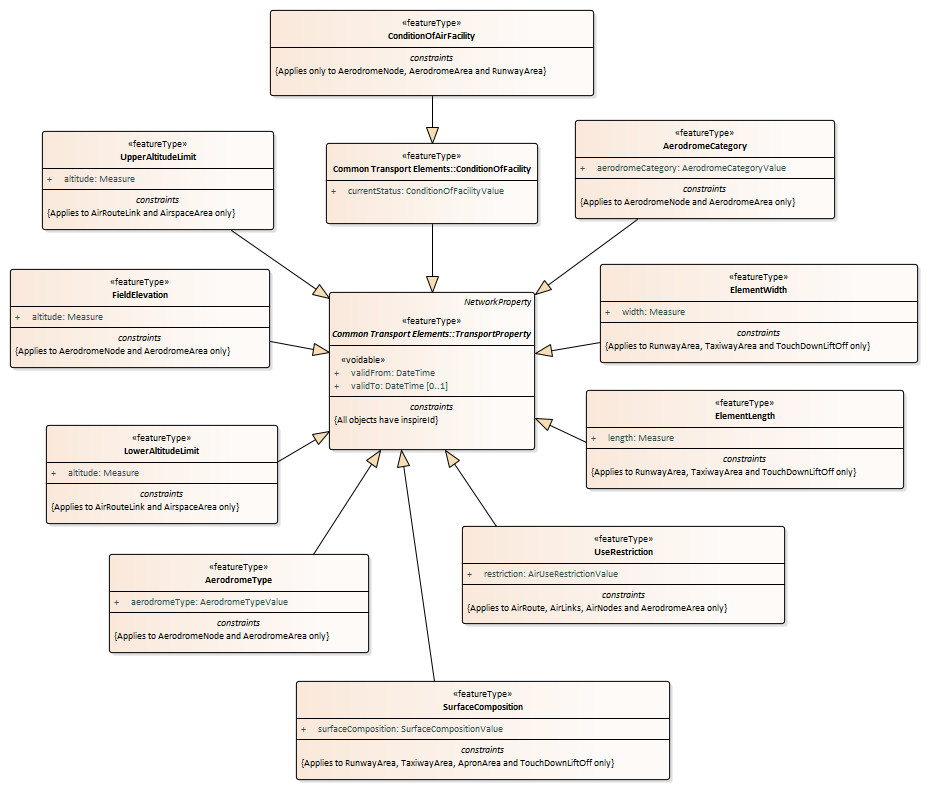 «featureType»
ConditionOfAirFacility
constraints
{Applies only to AerodromeNode, AerodromeArea and RunwayArea}
«featureType»
UpperAltitudeLimit
+ altitude: Measure
constraints
{Applies to AirRouteLink and AirspaceArea only}
«featureType»
Common Transport Elements::ConditionOfFacility
+ currentStatus: ConditionOfFacilityValue
«featureType»
AerodromeCategory
+ aerodromeCategory: AerodromeCategoryValue
constraints
{Applies to AerodromeNode and AerodromeArea only}
«featureType»
FieldElevation
+ altitude: Measure
constraints
{Applies to AerodromeNode and AerodromeArea only}
NetworkProperty
«featureType»
Common Transport Elements::TransportProperty
«voidable»
+ validFrom: DateTime
+ validTo: DateTime [0..1]
constraints
{All objects have inspireId}
«featureType»
ElementWidth
+ width: Measure
constraints
{Applies to RunwayArea, TaxiwayArea and TouchDownLiftOff only}
«featureType»
ElementLength
+ length: Measure
constraints
{Applies to RunwayArea, TaxiwayArea and TouchDownLiftOff only}
«featureType»
LowerAltitudeLimit
+ altitude: Measure
constraints
{Applies to AirRouteLink and AirspaceArea only}
«featureType»
AerodromeType
+ aerodromeType: AerodromeTypeValue
constraints
{Applies to AerodromeNode and AerodromeArea only}
«featureType»
UseRestriction
+ restriction: AirUseRestrictionValue
constraints
{Applies to AirRoute, AirLinks, AirNodes and AerodromeArea only}
«featureType»
SurfaceComposition
+ surfaceComposition: SurfaceCompositionValue
constraints
{Applies to RunwayArea, TaxiwayArea, ApronArea and TouchDownLiftOff only}